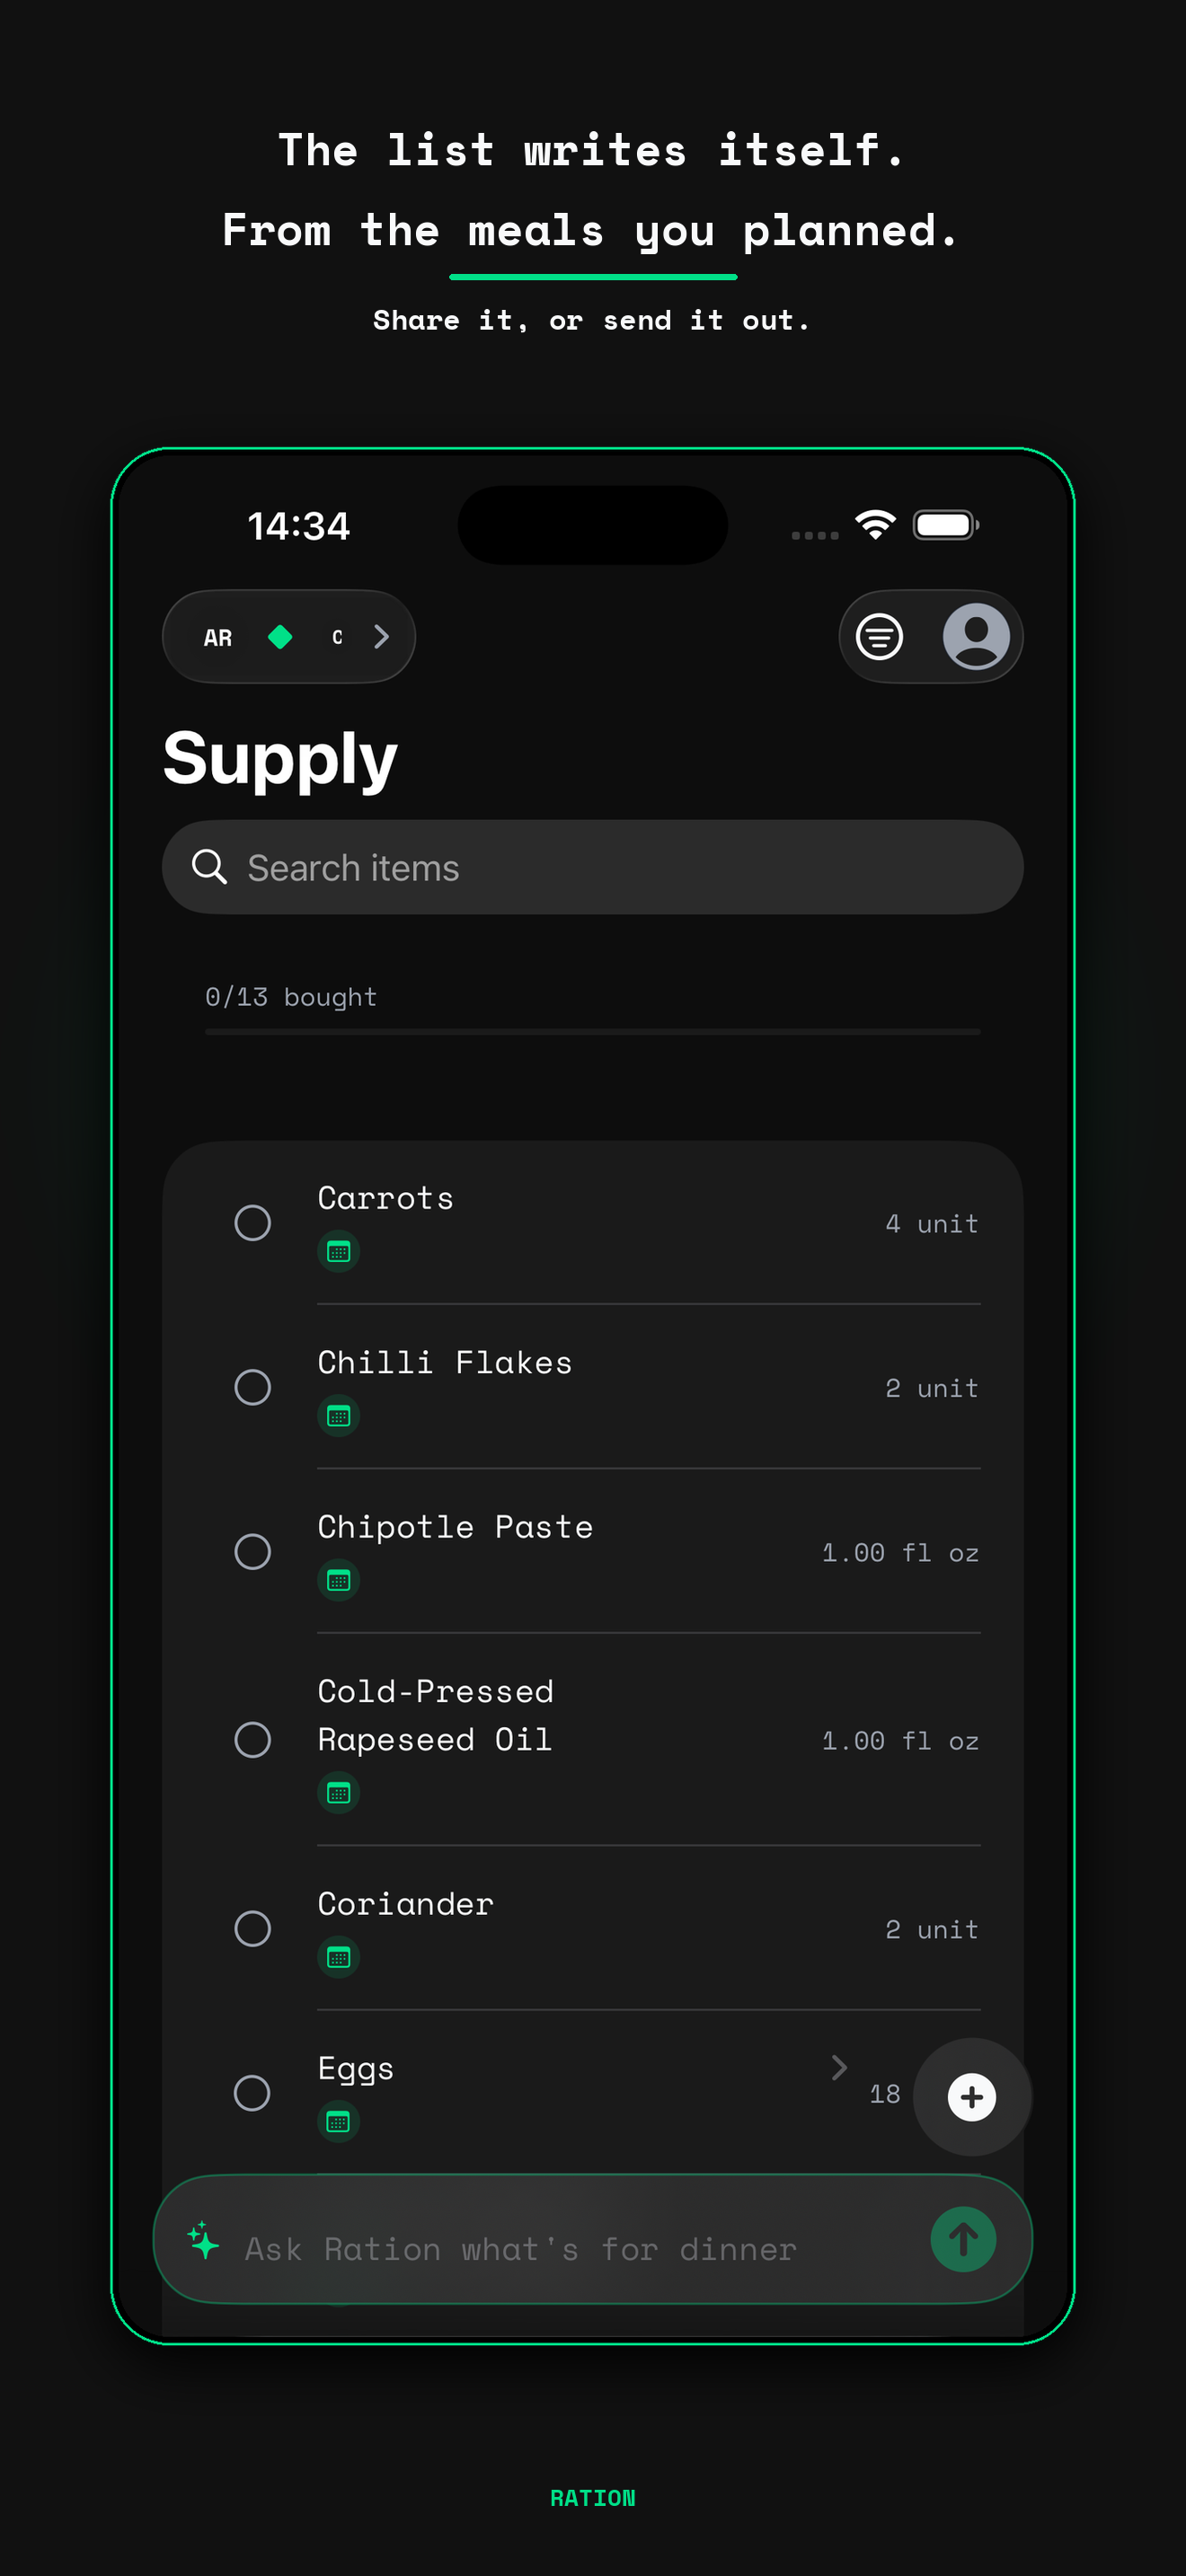 The list writes itself.
From the meals you planned.
Share it, or send it out.
14:34
AR
Supply
Search items
0/13 bought
Carrots
4 unit
Chilli Flakes
2 unit
Chipotle Paste
1.00 fl oz
Cold-Pressed
Rapeseed Oil
1.00 fl oz
Coriander
2 unit
Eggs
18
Ask Ration what's for dinner
RATION